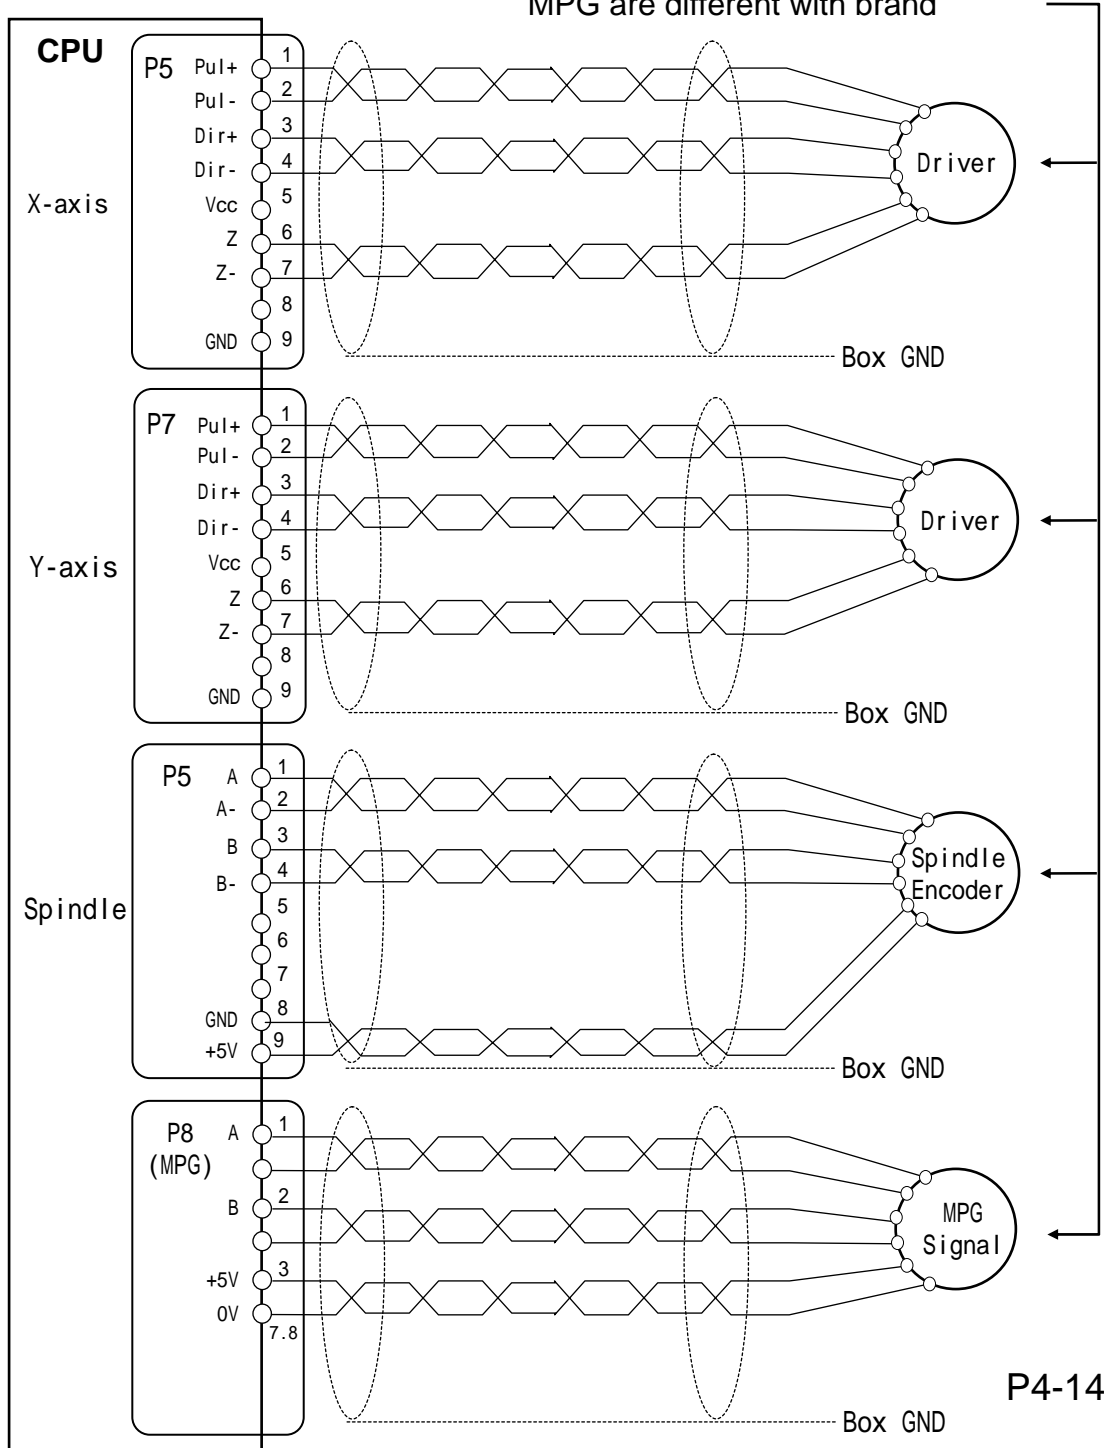 MPG are different with brand
CPU
P5 Pul+ 1
Pul- 2
Dir+ 3
Dir- 4
X-axis
Vcc 5
Z 6
Z- 7
8
GND 9
Driver
Box GND
P7 Pul+ 1
Pul- 2
Dir+ 3
Dir- 4
Y-axis
Vcc 5
Z 6
Z- 7
8
GND 9
Driver
Box GND
P5 A 1
A- 2
B 3
B- 4
Spindle
5
6
7
GND 8
+5V 9
Spindle
Encoder
Box GND
P8 A 1
(MPG)
B 2
+5V 3
0V 7.8
MPG
Signal
Box GND
P4-14